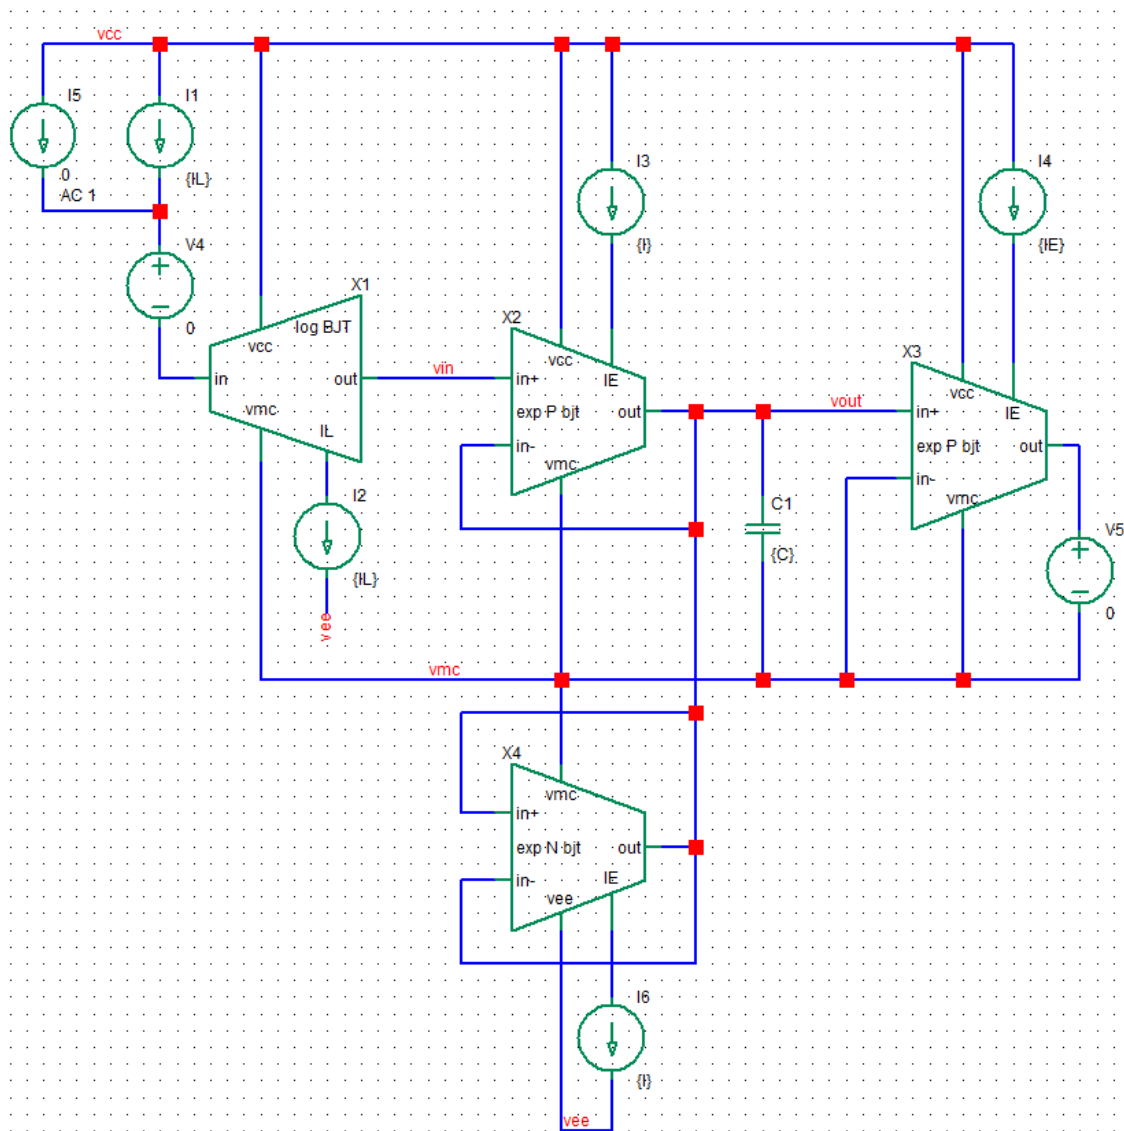 vcc
I5
I1
0
AC 1
{IL}
I3
{I}
I4
{IE}
V4
+
−
0
X1
log BJT
vcc
in
out
vmc
IL
vin
X2
vcc
IE
in+
exp P bjt
out
in-
vmc
vout
X3
vcc
IE
in+
exp P bjt
out
in-
vmc
I2
{IL}
vee
C1
{C}
V5
+
−
0
vmc
X4
vmc
in+
exp N bjt
out
in-
IE
vee
I6
{I}
vee